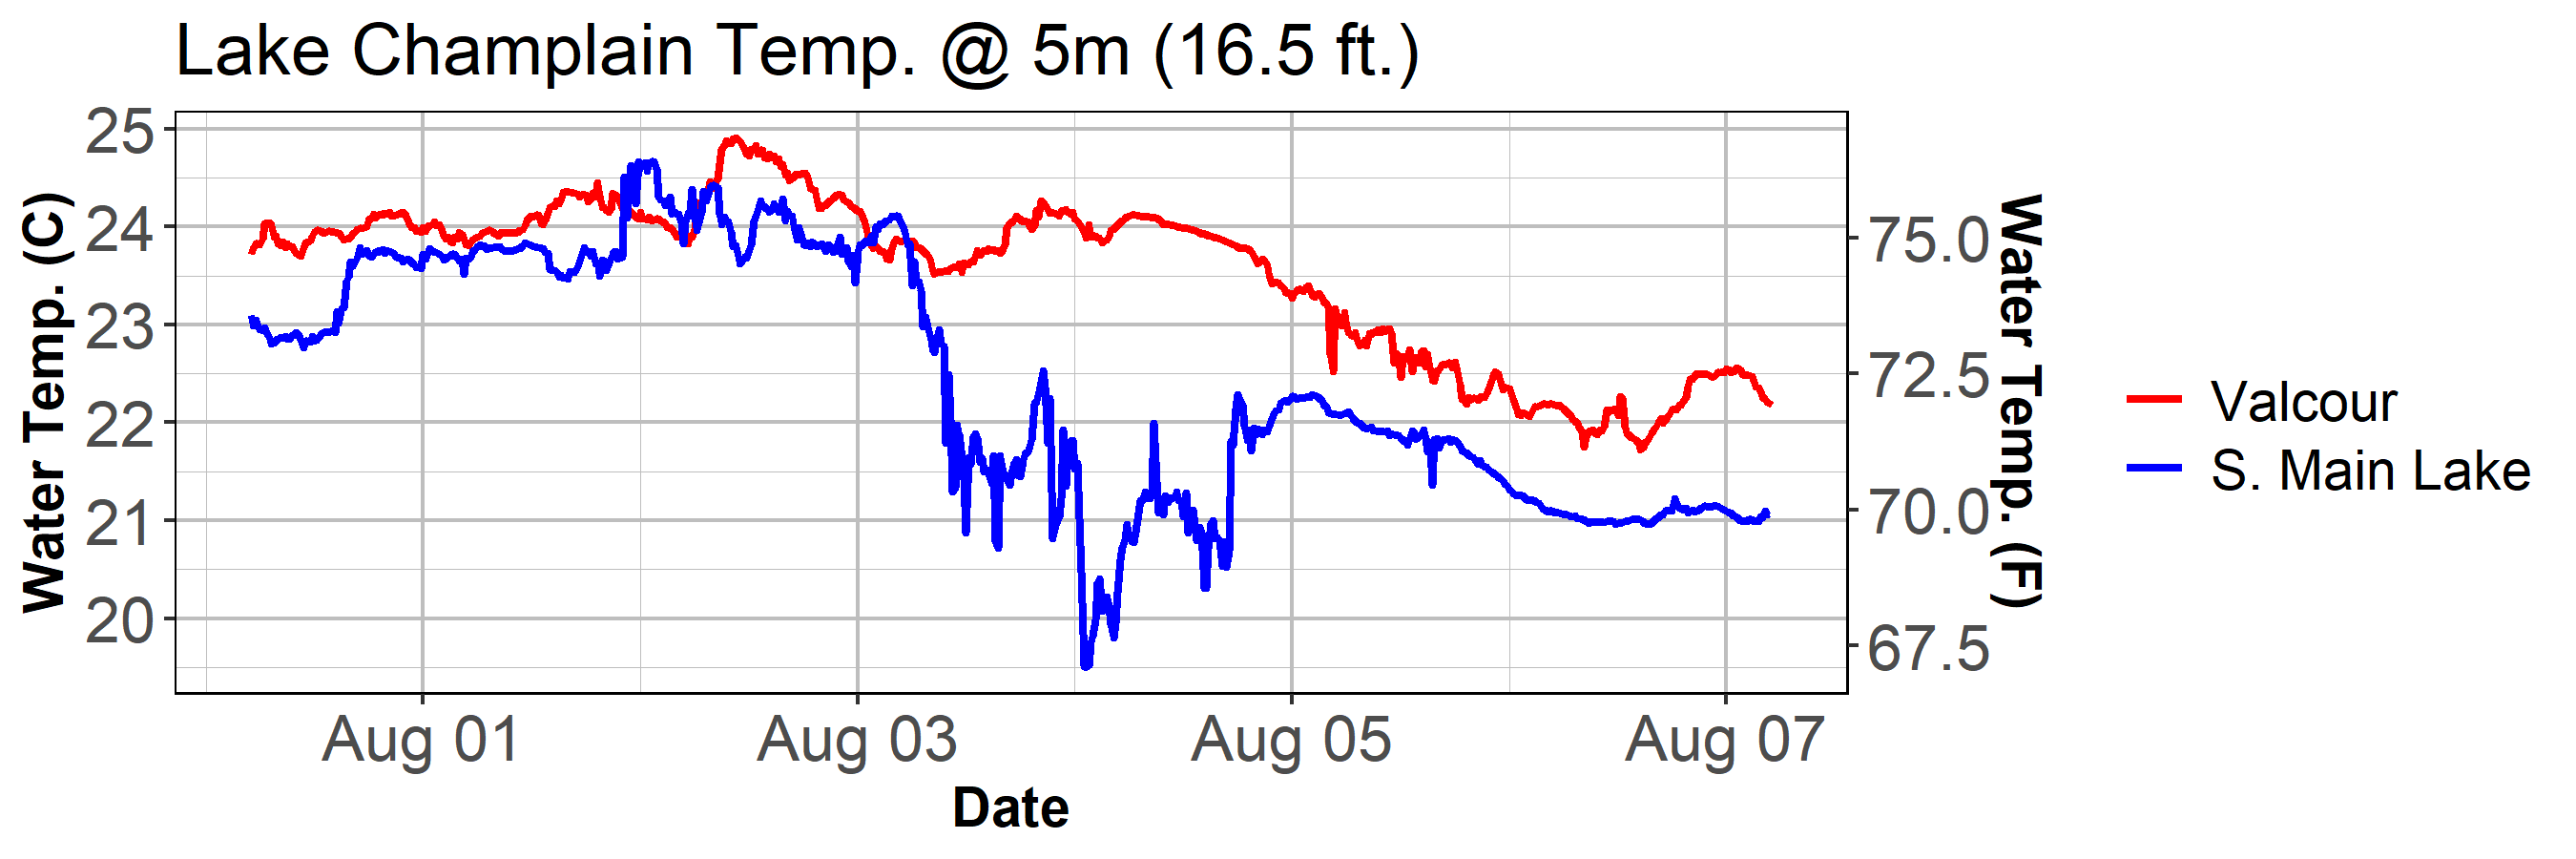 Lake Champlain Temp. @ 5m (16.5 ft.)
Water Temp. (C)
25
24
23
22
21
20
75.0
72.5
70.0
67.5
Water Temp. (F)
Aug 01
Aug 03
Aug 05
Aug 07
Date
Valcour
S. Main Lake